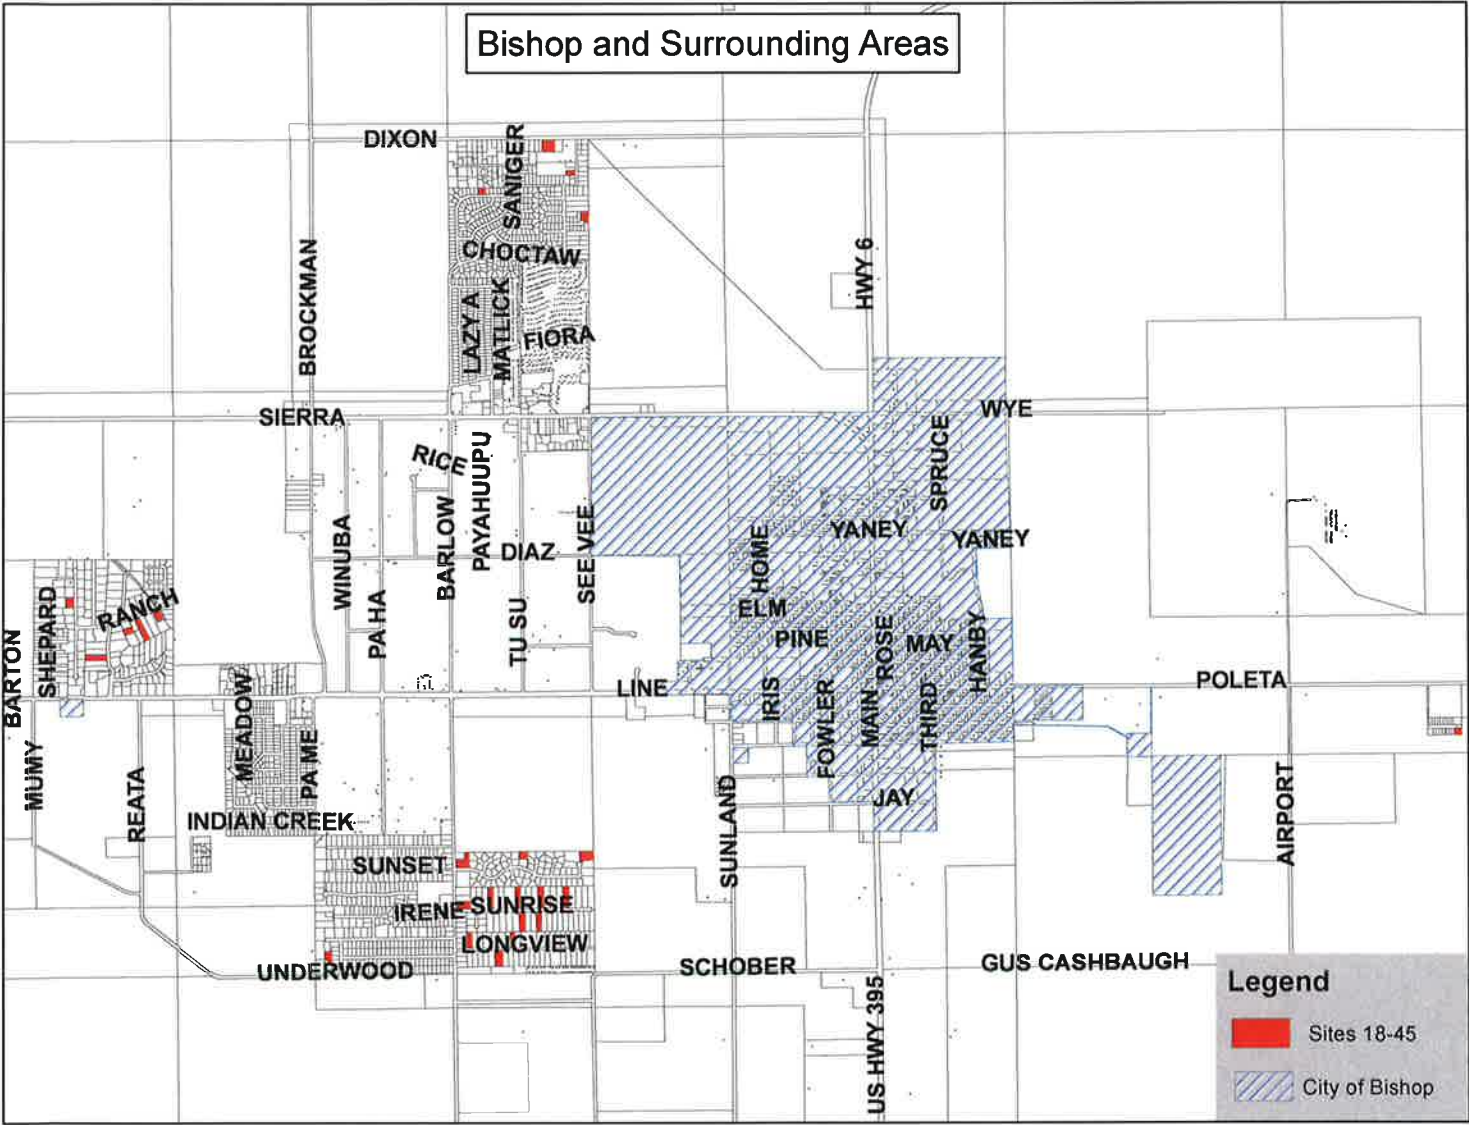 Bishop and Surrounding Areas
DIXON
SANIGER
CHOCTAW
BROCKMAN
HWY 6
LAZY A
MATLICK
FIORA
SIERRA
WYE
RICE
PAYAHUUPU
SPRUCE
WINUBA
BARLOW
DIAZ
SEE VEE
HOME
YANEY
YANEY
SHEPARD
RANCH
PA HA
TU SU
ELM
PINE
ROSE
MAY
HANBY
BARTON
MEADOW
LINE
IRIS
FOWLER
MAIN
THIRD
POLETA
MUMY
REATA
PA ME
INDIAN CREEK
SUNLAND
JAY
AIRPORT
SUNSET
IRENE
SUNRISE
LONGVIEW
UNDERWOOD
SCHOBER
GUS CASHBAUGH
US HWY 395
Legend
Sites 18-45
City of Bishop